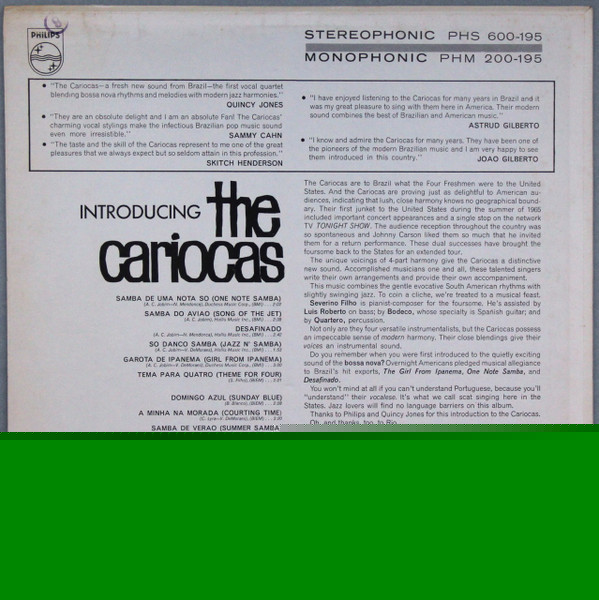 PHILIPS
STEREOPHONIC PHS 600-195
MONOPHONIC PHM 200-195
• "The Cariocas—a fresh new sound from Brazil—the first vocal quartet
blending bossa nova rhythms and melodies with modern jazz harmonies."
QUINCY JONES
• "They are an absolute delight and I am an absolute Fan! The Cariocas'
charming vocal stylings make the infectious Brazilian pop music sound
even more irresistible."
SAMMY CAHN
• "The taste and the skill of the Cariocas represent to me one of the great
pleasures that we always expect but so seldom attain in this profession."
SKITCH HENDERSON
• "I have enjoyed listening to the Cariocas for many years in Brazil and it
was my great pleasure to sing with them here in America. Their modern
sound combines the best of Brazilian and American music."
ASTRUD GILBERTO
• "I know and admire the Cariocas for many years. They have been one of
the pioneers of the modern Brazilian music and I am very happy to see
them introduced in this country."
JOAO GILBERTO
INTRODUCING the
cariocas
SAMBA DE UMA NOTA SO (ONE NOTE SAMBA)
SAMBA DO AVIAO (SONG OF THE JET)
DESAFINADO
SO DANCO SAMBA (JAZZ N' SAMBA)
GAROTA DE IPANEMA (GIRL FROM IPANEMA)
TEMA PARA QUATRO (THEME FOR FOUR)
DOMINGO AZUL (SUNDAY BLUE)
A MINHA NA MORADA (COURTING TIME)
SAMBA DE VERAO (SUMMER SAMBA
The Cariocas are to Brazil what the Four Freshmen were to the United
States. And the Cariocas are proving just as delightful to American au-
diences, indicating that lush, close harmony knows no geographical bound-
ary. Their first junket to the United States during the summer of 1965
included important concert appearances and a single stop on the network
TV TONIGHT SHOW. The audience reception throughout the country was
so spontaneous and Johnny Carson liked them so much that he invited
them for a return performance. These dual successes have brought the
foursome back to the States for an extended tour.
The unique voicings of 4-part harmony give the Cariocas a distinctive
new sound. Accomplished musicians one and all, these talented singers
write their own arrangements and provide their own accompaniment.
This music combines the gentle evocative South American rhythms with
slightly swinging jazz. To coin a cliche, we're treated to a musical feast.
Severino Filho is pianist-composer for the foursome. He's assisted by
Luis Roberto on bass; by Bodeco, whose specialty is Spanish guitar; and
by Quartero, percussion.
Not only are they four versatile instrumentalists, but the Cariocas possess
an impeccable sense of modern harmony. Their close blendings give their
voices an instrumental sound.
Do you remember when you were first introduced to the quietly exciting
sound of the bossa nova? Overnight Americans pledged musical allegiance
to Brazil's hit exports, The Girl From Ipanema, One Note Samba, and
Desafinado.
You won't mind at all if you can't understand Portuguese, because you'll
"understand" their vocalese. It's what we call scat singing here in the
States. Jazz lovers will find no language barriers on this album.
Thanks to Philips and Quincy Jones for this introduction to the Cariocas.
Oh, and thanks, too, to Rio.